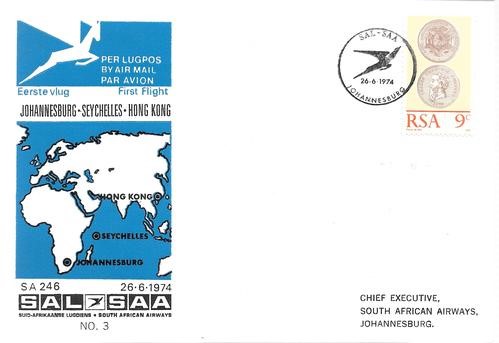 PER LUGPOS
BY AIR MAIL
PAR AVION
Eerste vlug First Flight
JOHANNESBURG-SEYCHELLES-HONG KONG
HONG KONG
SEYCHELLES
JOHANNESBURG
SA 246 26·6·1974
SAL SAA
SUID-AFRIKAANSE LUGDIENS • SOUTH AFRICAN AIRWAYS
NO. 3
SAL-SAA
26-6-1974
JOHANNESBURG
RSA 9c
CHIEF EXECUTIVE,
SOUTH AFRICAN AIRWAYS,
JOHANNESBURG.